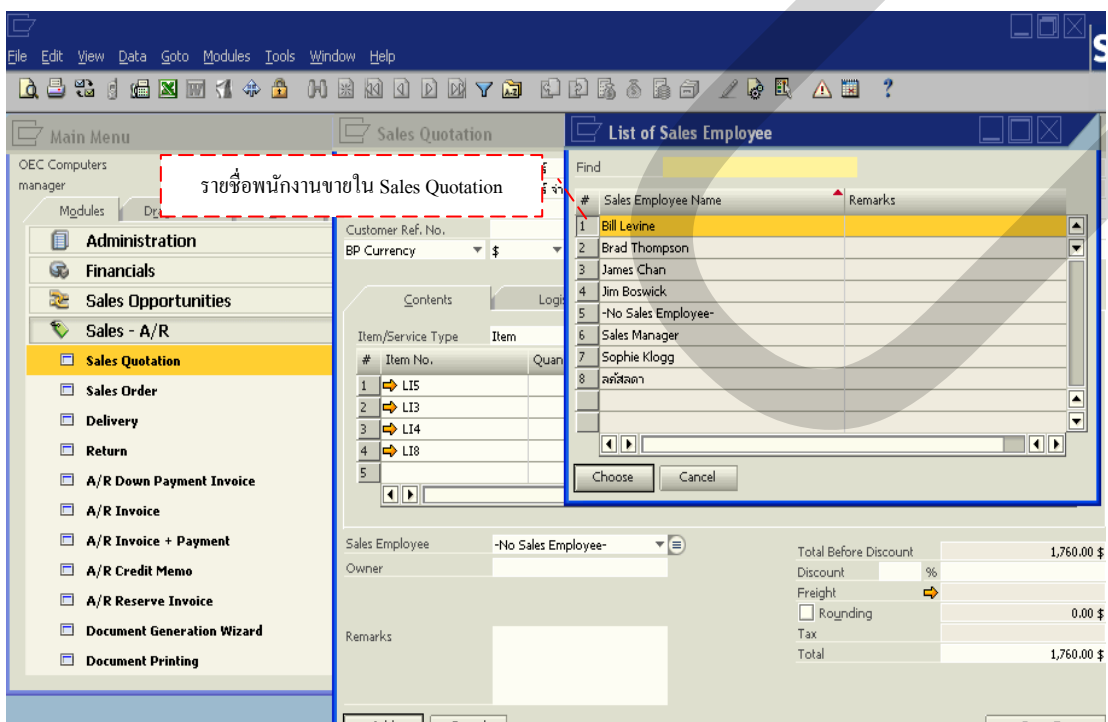 File Edit View Data Goto Modules Tools Window Help
S
Main Menu
OEC Computers
manager
Modules
Administration
Financials
Sales Opportunities
Sales - A/R
Sales Quotation
Sales Order
Delivery
Return
A/R Down Payment Invoice
A/R Invoice
A/R Invoice + Payment
A/R Credit Memo
A/R Reserve Invoice
Document Generation Wizard
Document Printing
รายชื่อพนักงานขายใน Sales Quotation
Sales Quotation
Customer Ref. No.
BP Currency $
Contents
Item/Service Type Item
# Item No.
1 LI5
2 LI3
3 LI4
4 LI8
5
Sales Employee -No Sales Employee-
Owner
Remarks
Total Before Discount 1,760.00 $
Discount %
Freight
Rounding 0.00 $
Tax
Total 1,760.00 $
List of Sales Employee
Find
# Sales Employee Name Remarks
1 Bill Levine
2 Brad Thompson
3 James Chan
4 Jim Boswick
5 -No Sales Employee-
6 Sales Manager
7 Sophie Klogg
8 ลภัสลดา
Choose Cancel